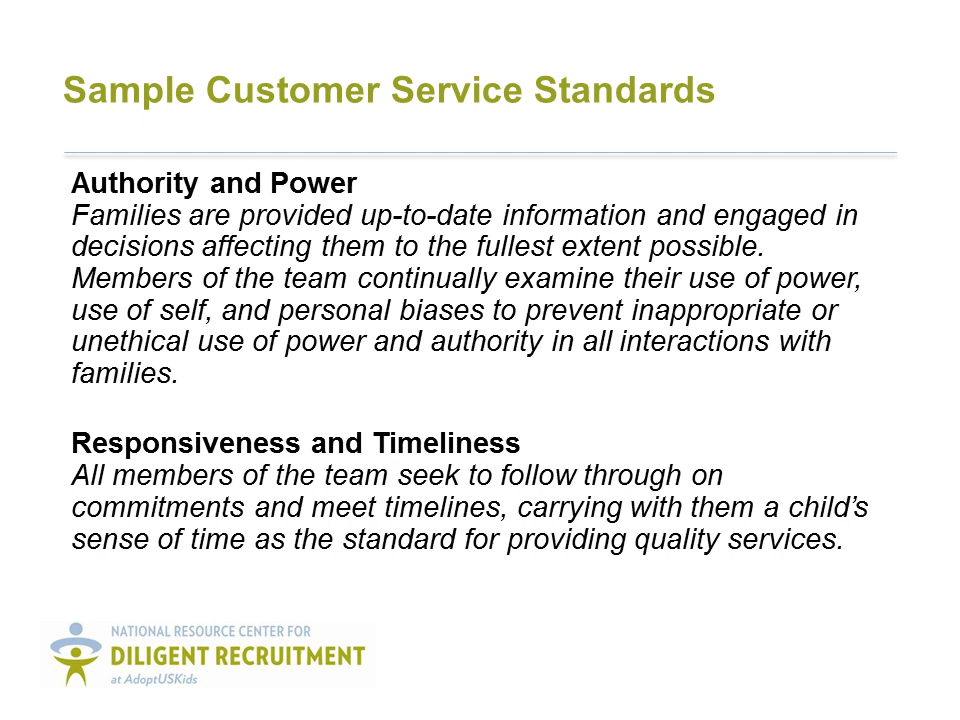 Sample Customer Service Standards
Authority and Power
Families are provided up-to-date information and engaged in
decisions affecting them to the fullest extent possible.
Members of the team continually examine their use of power,
use of self, and personal biases to prevent inappropriate or
unethical use of power and authority in all interactions with
families.
Responsiveness and Timeliness
All members of the team seek to follow through on
commitments and meet timelines, carrying with them a child’s
sense of time as the standard for providing quality services.
NATIONAL RESOURCE CENTER FOR
DILIGENT RECRUITMENT
at AdoptUSKids